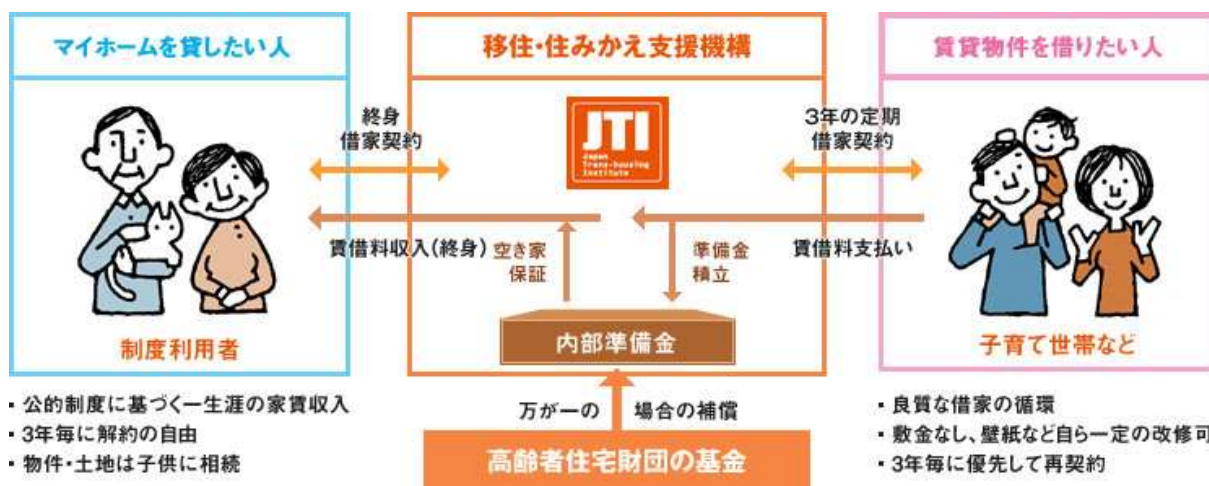 マイホームを貸したい人
移住・住みかえ支援機構
賃貸物件を借りたい人
終身
借家契約
JTI
Japan
Trans-housing
Institute
3年の定期
借家契約
賃借料収入(終身)
空き家
保証
準備金
積立
賃借料支払い
内部準備金
制度利用者
子育て世帯など
▪ 公的制度に基づく一生涯の家賃収入
▪ 3年毎に解約の自由
▪ 物件・土地は子供に相続
万が一の 場合の補償
高齢者住宅財団の基金
▪ 良質な借家の循環
▪ 敷金なし、壁紙など自ら一定の改修可
▪ 3年毎に優先して再契約